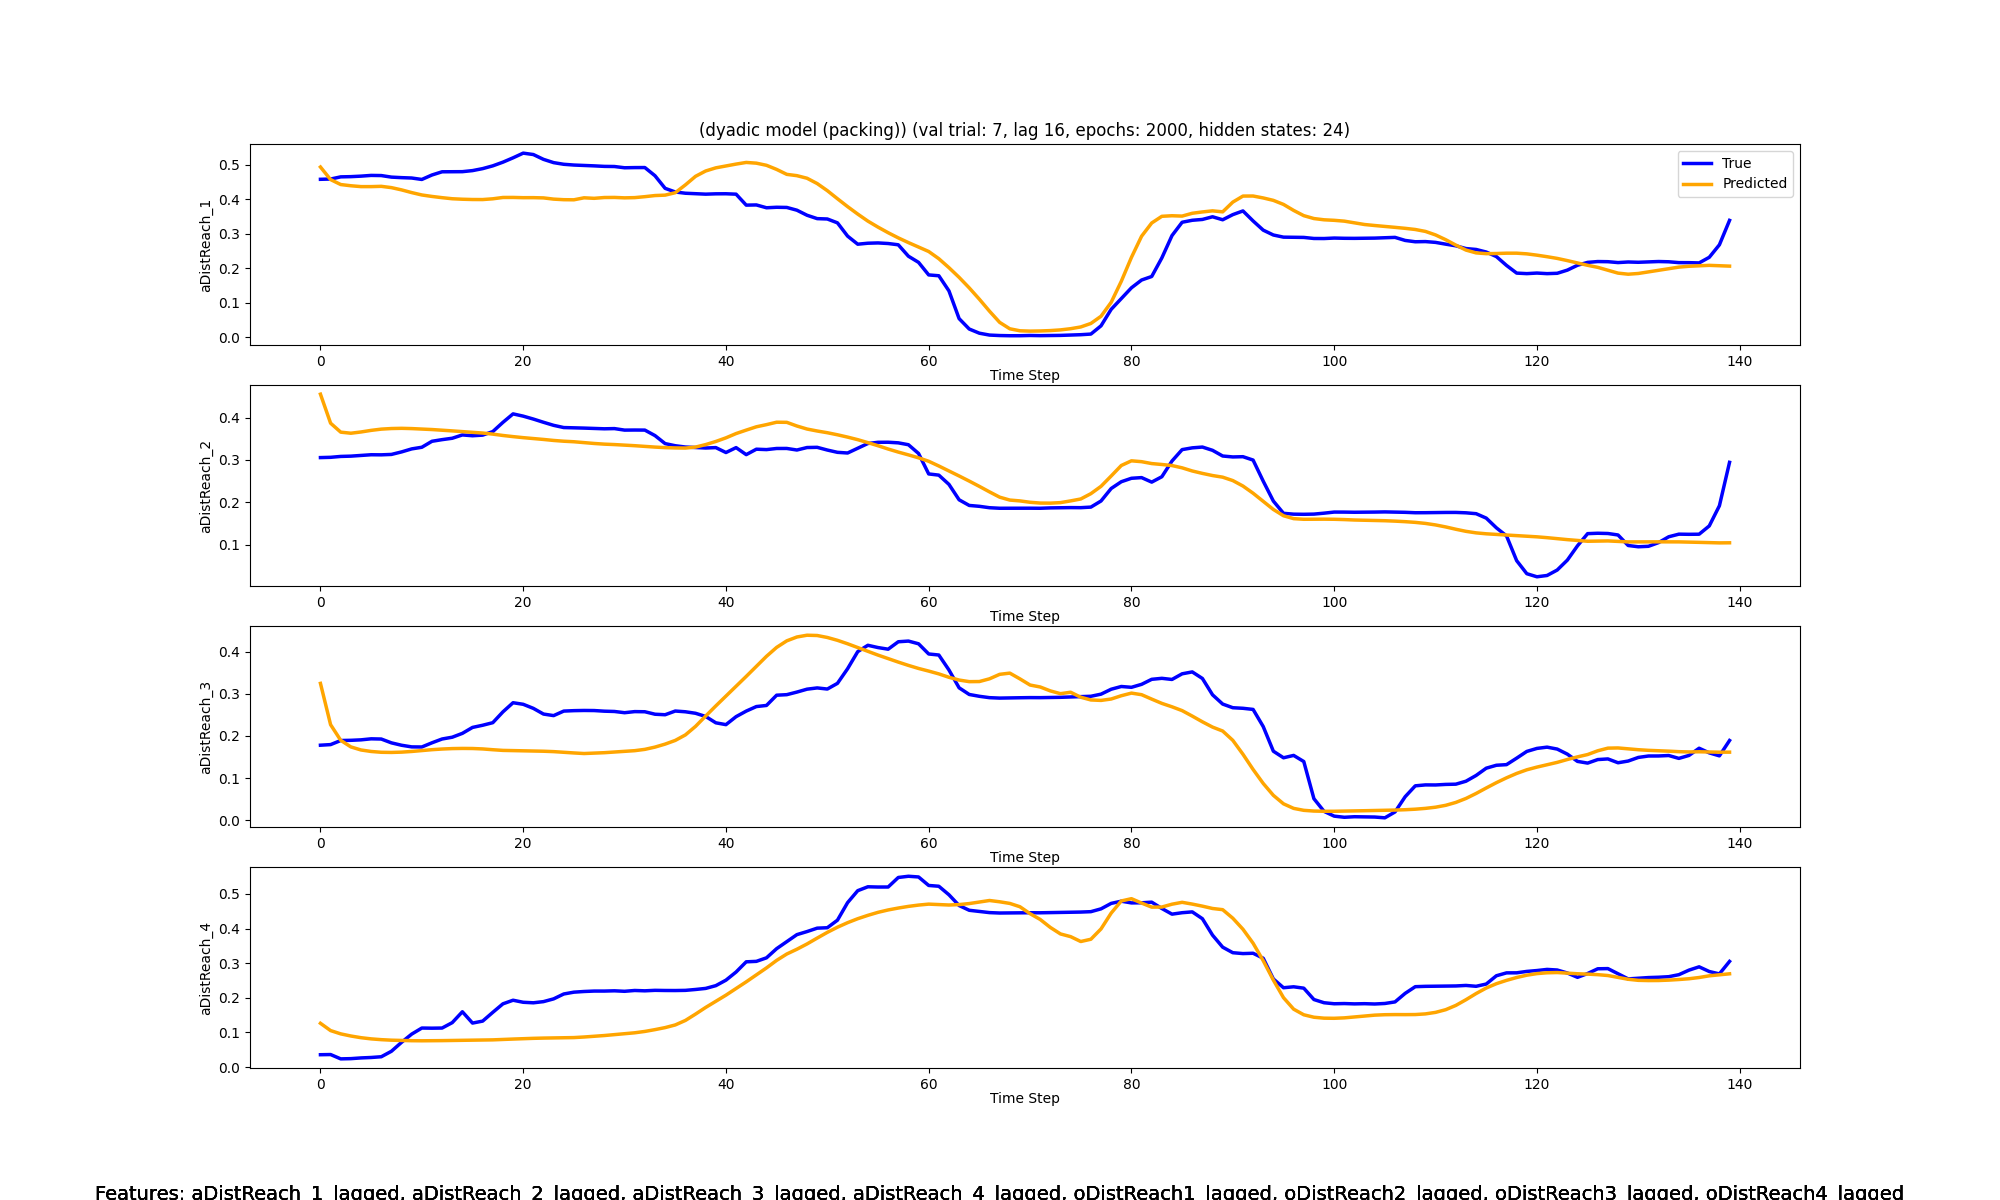 (dyadic model (packing)) (val trial: 7, lag 16, epochs: 2000, hidden states: 24)
True
Predicted
aDistReach_1
0.5
0.4
0.3
0.2
0.1
0.0
0 20 40 60 80 100 120 140
Time Step
aDistReach_2
0.4
0.3
0.2
0.1
0 20 40 60 80 100 120 140
Time Step
aDistReach_3
0.4
0.3
0.2
0.1
0.0
0 20 40 60 80 100 120 140
Time Step
aDistReach_4
0.5
0.4
0.3
0.2
0.1
0.0
0 20 40 60 80 100 120 140
Time Step
Features: aDistReach_1_lagged, aDistReach_2_lagged, aDistReach_3_lagged, aDistReach_4_lagged, oDistReach1_lagged, oDistReach2_lagged, oDistReach3_lagged, oDistReach4_lagged